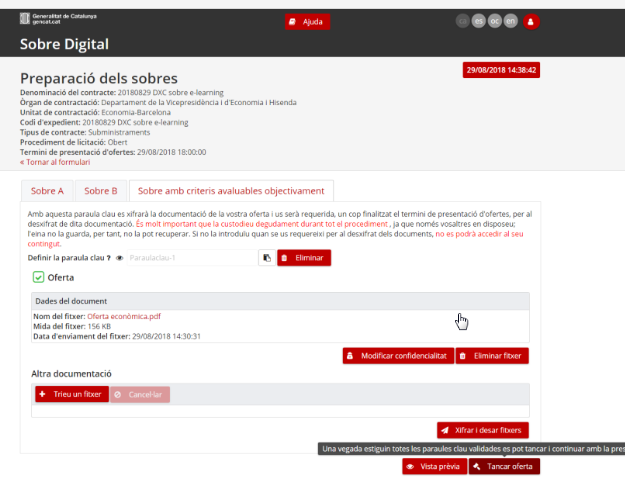 Generalitat de Catalunya
gencat.cat
Ajuda
ca es oc en
Sobre Digital
29/08/2018 14:38:42
Preparació dels sobres
Denominació del contracte: 20180829 DXC sobre e-learning
Òrgan de contractació: Departament de la Vicepresidència i d'Economia i Hisenda
Unitat de contractació: Economia-Barcelona
Codi d'expedient: 20180829 DXC sobre e-learning
Tipus de contracte: Subministraments
Procediment de licitació: Obert
Termini de presentació d'ofertes: 29/08/2018 18:00:00
« Tornar al formulari
Sobre A Sobre B Sobre amb criteris avaluables objectivament
Amb aquesta paraula clau es xifrarà la documentació de la vostra oferta i us serà requerida, un cop finalitzat el termini de presentació d'ofertes, per al
desxifrat de dita documentació. És molt important que la custodieu degudament durant tot el procediment , ja que només vosaltres en disposeu;
l'eina no la guarda, per tant, no la pot recuperar. Si no la introduïu quan se us requereixi per al desxifrat dels documents, no es podrà accedir al seu
contingut.
Definir la paraula clau ? Paraulaclau-1 Eliminar
Oferta
Dades del document
Nom del fitxer: Oferta econòmica.pdf
Mida del fitxer: 156 KB
Data d'enviament del fitxer: 29/08/2018 14:30:31
Modificar confidencialitat Eliminar fitxer
Altra documentació
Trieu un fitxer Cancel·lar
Xifrar i desar fitxers
Una vegada estiguin totes les paraules clau validades es pot tancar i continuar amb la pres
Vista prèvia Tancar oferta